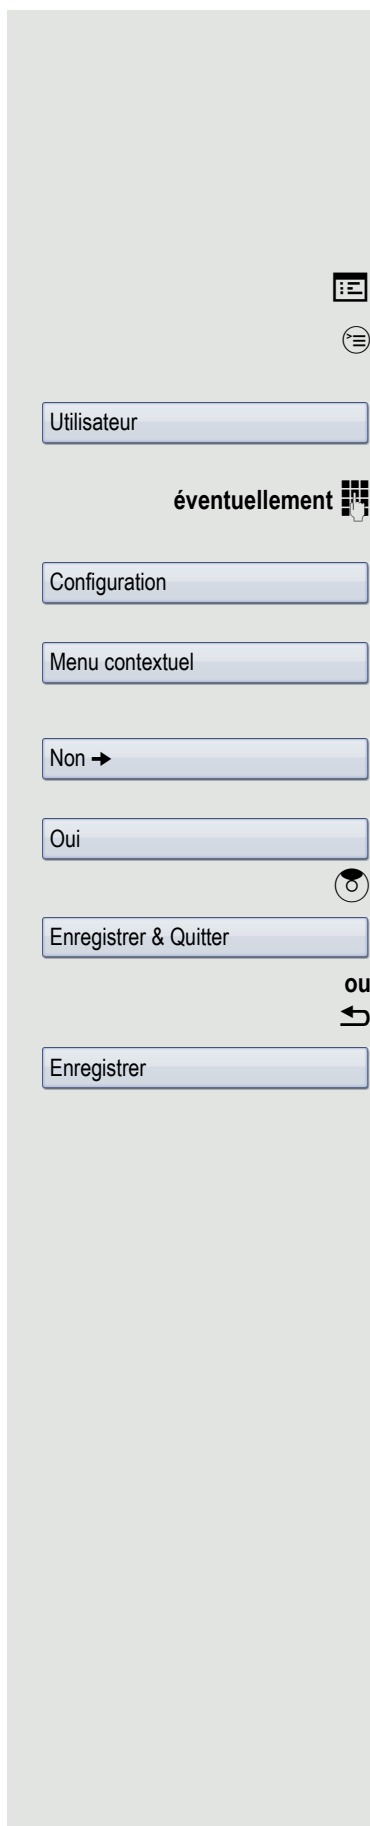 Utilisateur
éventuellement
Configuration
Menu contextuel
Non →
Oui
Enregistrer & Quitter
ou
Enregistrer